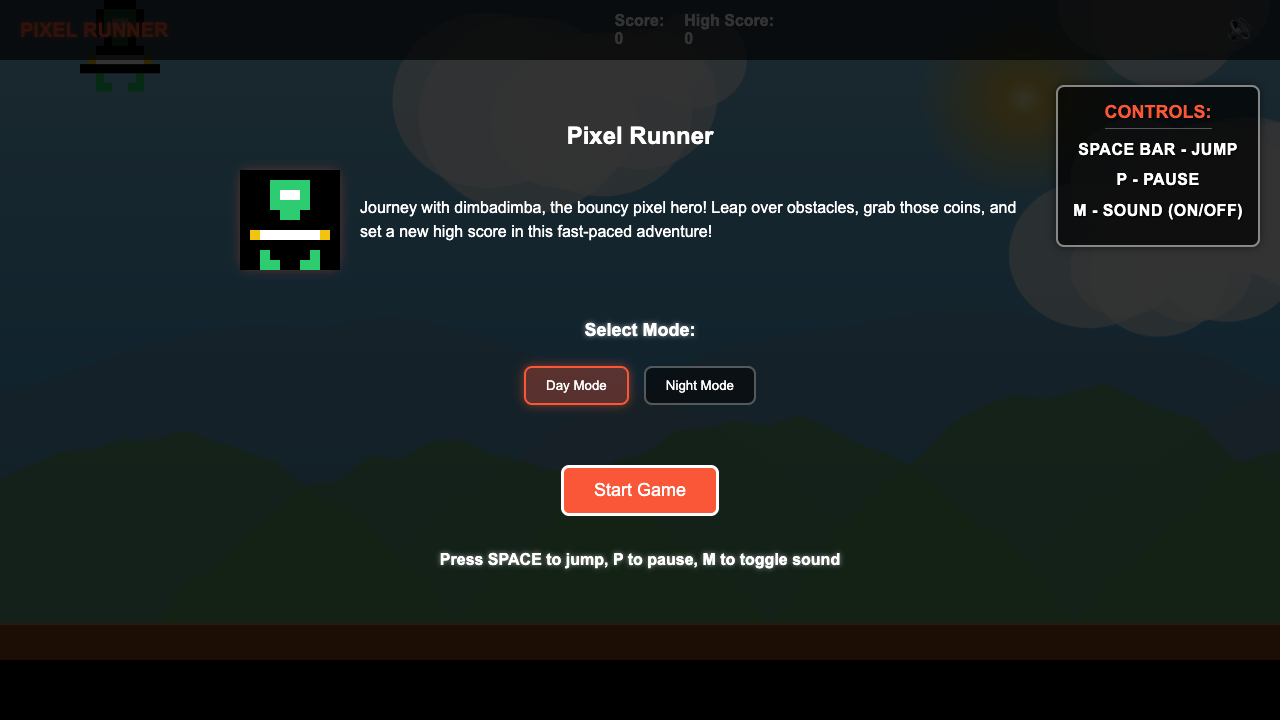 PIXEL RUNNER
Score:
0
High Score:
0
CONTROLS:
SPACE BAR - JUMP
P - PAUSE
M - SOUND (ON/OFF)
Pixel Runner
Journey with dimbadimba, the bouncy pixel hero! Leap over obstacles, grab those coins, and
set a new high score in this fast-paced adventure!
Select Mode:
Day Mode
Night Mode
Start Game
Press SPACE to jump, P to pause, M to toggle sound